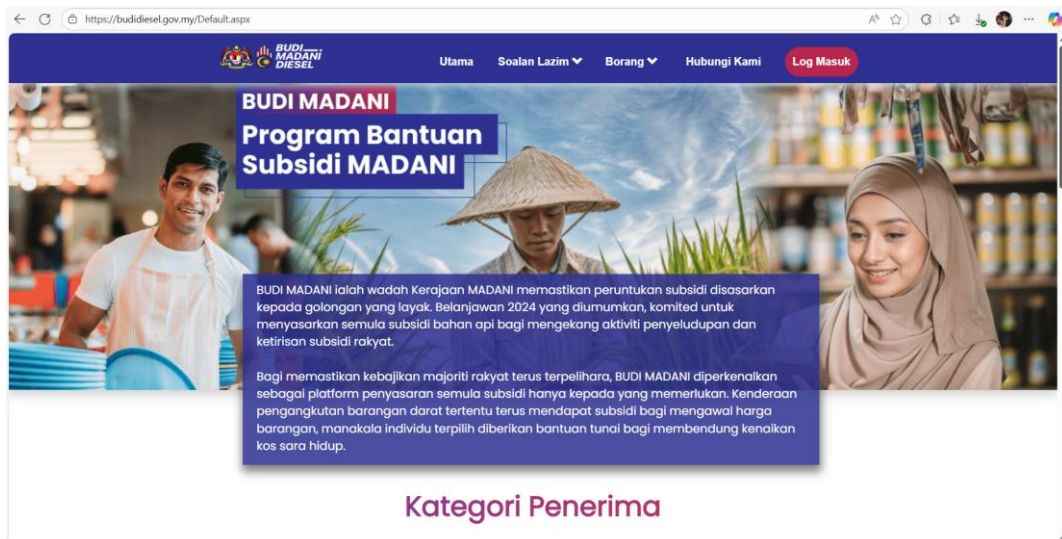 https://budidiesel.gov.my/Default.aspx
BUDI
MADANI
DIESEL
Utama Soalan Lazim Borang Hubungi Kami Log Masuk
BUDI MADANI
Program Bantuan
Subsidi MADANI
BUDI MADANI ialah wadah Kerajaan MADANI memastikan peruntukan subsidi disasarkan
kepada golongan yang layak. Belanjawan 2024 yang diumumkan, komited untuk
menyasarkan semula subsidi bahan api bagi mengekang aktiviti penyeludupan dan
ketirisan subsidi rakyat.
Bagi memastikan kebajikan majoriti rakyat terus terpelihara, BUDI MADANI diperkenalkan
sebagai platform penyasaran semula subsidi hanya kepada yang memerlukan. Kenderaan
pengangkutan barangan darat tertentu terus mendapat subsidi bagi mengawal harga
barangan, manakala individu terpilih diberikan bantuan tunai bagi membendung kenaikan
kos sara hidup.
Kategori Penerima